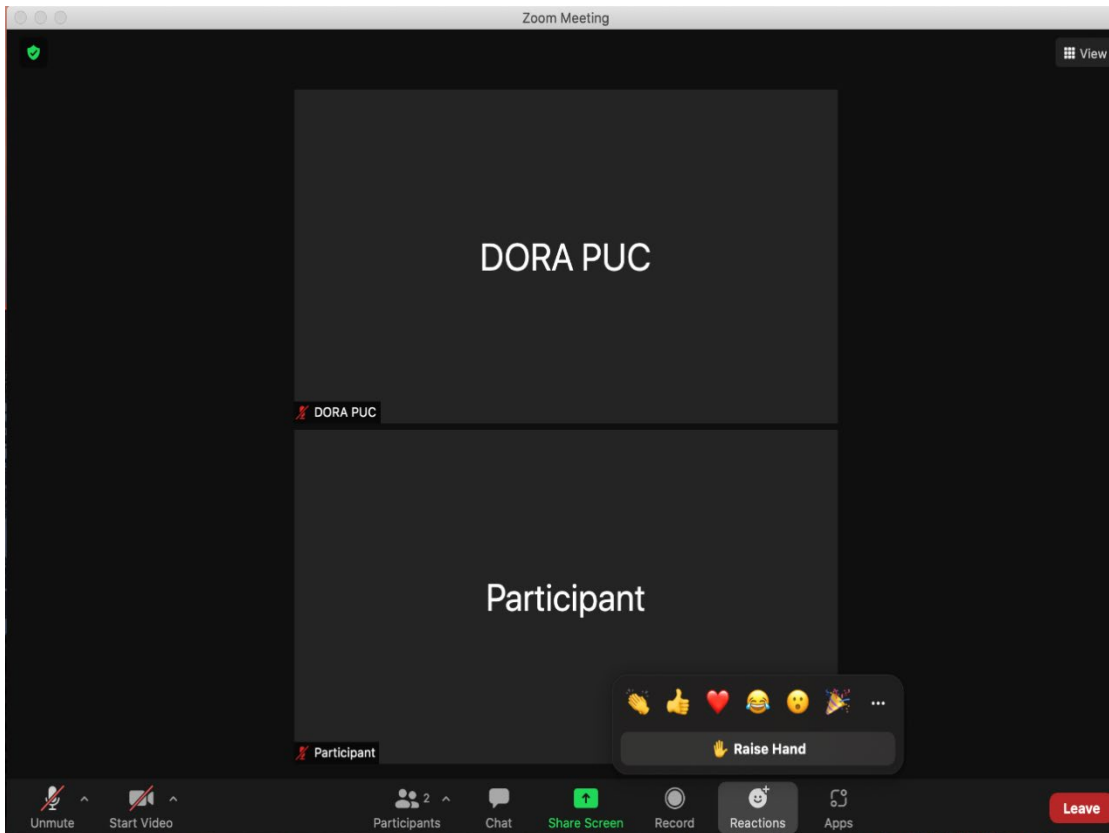 Zoom Meeting
View
DORA PUC
DORA PUC
Participant
Participant
Raise Hand
Unmute
Start Video
2
Participants
Chat
Share Screen
Record
Reactions
Apps
Leave